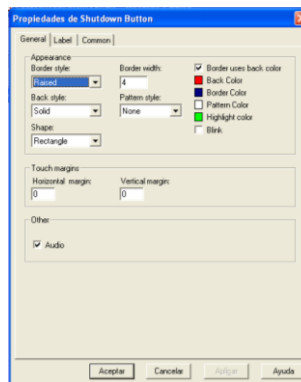 Propiedades de Shutdown Button
General Label Common
Appearance
Border style: Border width: Border uses back color
Raised 4 Back Color
Border Color
Back style: Pattern style: Pattern Color
Solid None Highlight color
Shape: Blink
Rectangle
Touch margins
Horizontal margin: Vertical margin:
0 0
Other
Audio
Aceptar Cancelar Aplicar Ayuda